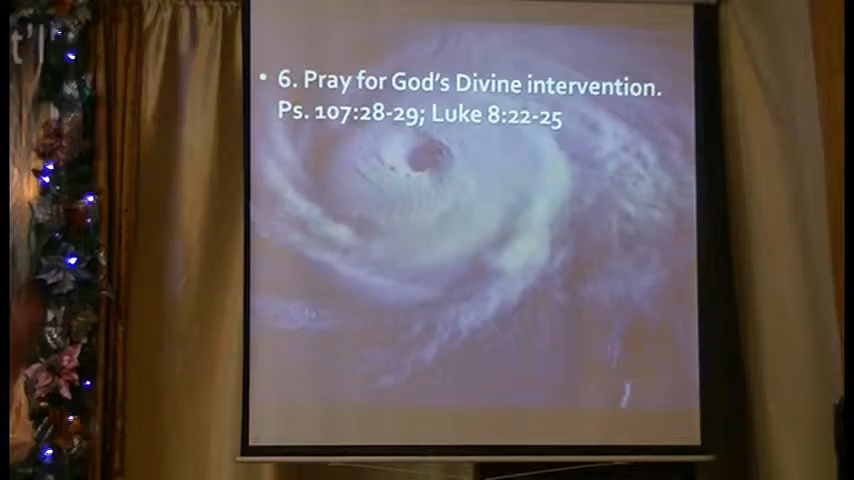 t'l
• 6. Pray for God's Divine intervention.
Ps. 107:28-29; Luke 8:22-25